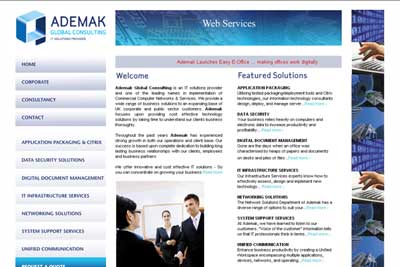 ADEMAK
GLOBAL CONSULTING
IT SOLUTIONS PROVIDER
Web Services
Ademak Launches Easy E-Office ... making offices work digitally
HOME
CORPORATE
CONSULTANCY
CONTACT
APPLICATION PACKAGING & CITRIX
DATA SECURITY SOLUTIONS
DIGITAL DOCUMENT MANAGEMENT
IT INFRASTRUCTURE SERVICES
NETWORKING SOLUTIONS
SYSTEM SUPPORT SERVICES
UNIFIED COMMUNICATION
REQUEST A QUOTE
Welcome
Ademak Global Consulting is an IT solutions provider
and one of the leading names in Implementation of
Commercial Computer Networks & Services. We provide a
wide range of business solutions to an expanding base of
UK corporate and public sector customers. Ademak
focuses upon providing cost effective technology
solutions by taking time to understand our clients business
thoroughly.
Throughout the past years Ademak has experienced
strong growth in both our operations and client base. Our
success is based upon complete dedication to building long
lasting business relationships with our clients, employees
and business partners
We offer innovative and cost effective IT solutions - So
you can concentrate on growing your business Read more
Featured Solutions
APPLICATION PACKAGING
Utilising tested packaging/deployment tools and Citrix
technologies, our information technology consultants
design, deploy, and manage server...Read more
DATA SECURITY
Your business relies heavily on computers and
electronic data to increase productivity and
profitability...Read more
DIGITAL DOCUMENT MANAGEMENT
Gone are the days when an office was
characterised by heaps of papers and documents
on desks and piles of files ...Read more
IT INFRASTRUCTURE SERVICES
Our Infrastructure Services experts know how to
effectively assess, design and implement new
technology ...Read more
NETWORKING SOLUTIONS
The Network Solutions Department of Ademak has a
diverse range of options to suit your...Read more
SYSTEM SUPPORT SERVICES
At Ademak, we have learned to listen to our
customers. "Voice of the customer" information tells
us that IT professionals think in terms...Read more
UNIFIED COMMUNICATION
Enhance business productivity by creating a Unified
Workspace encompassing multiple applications,
devices, networks, and operating...Read more